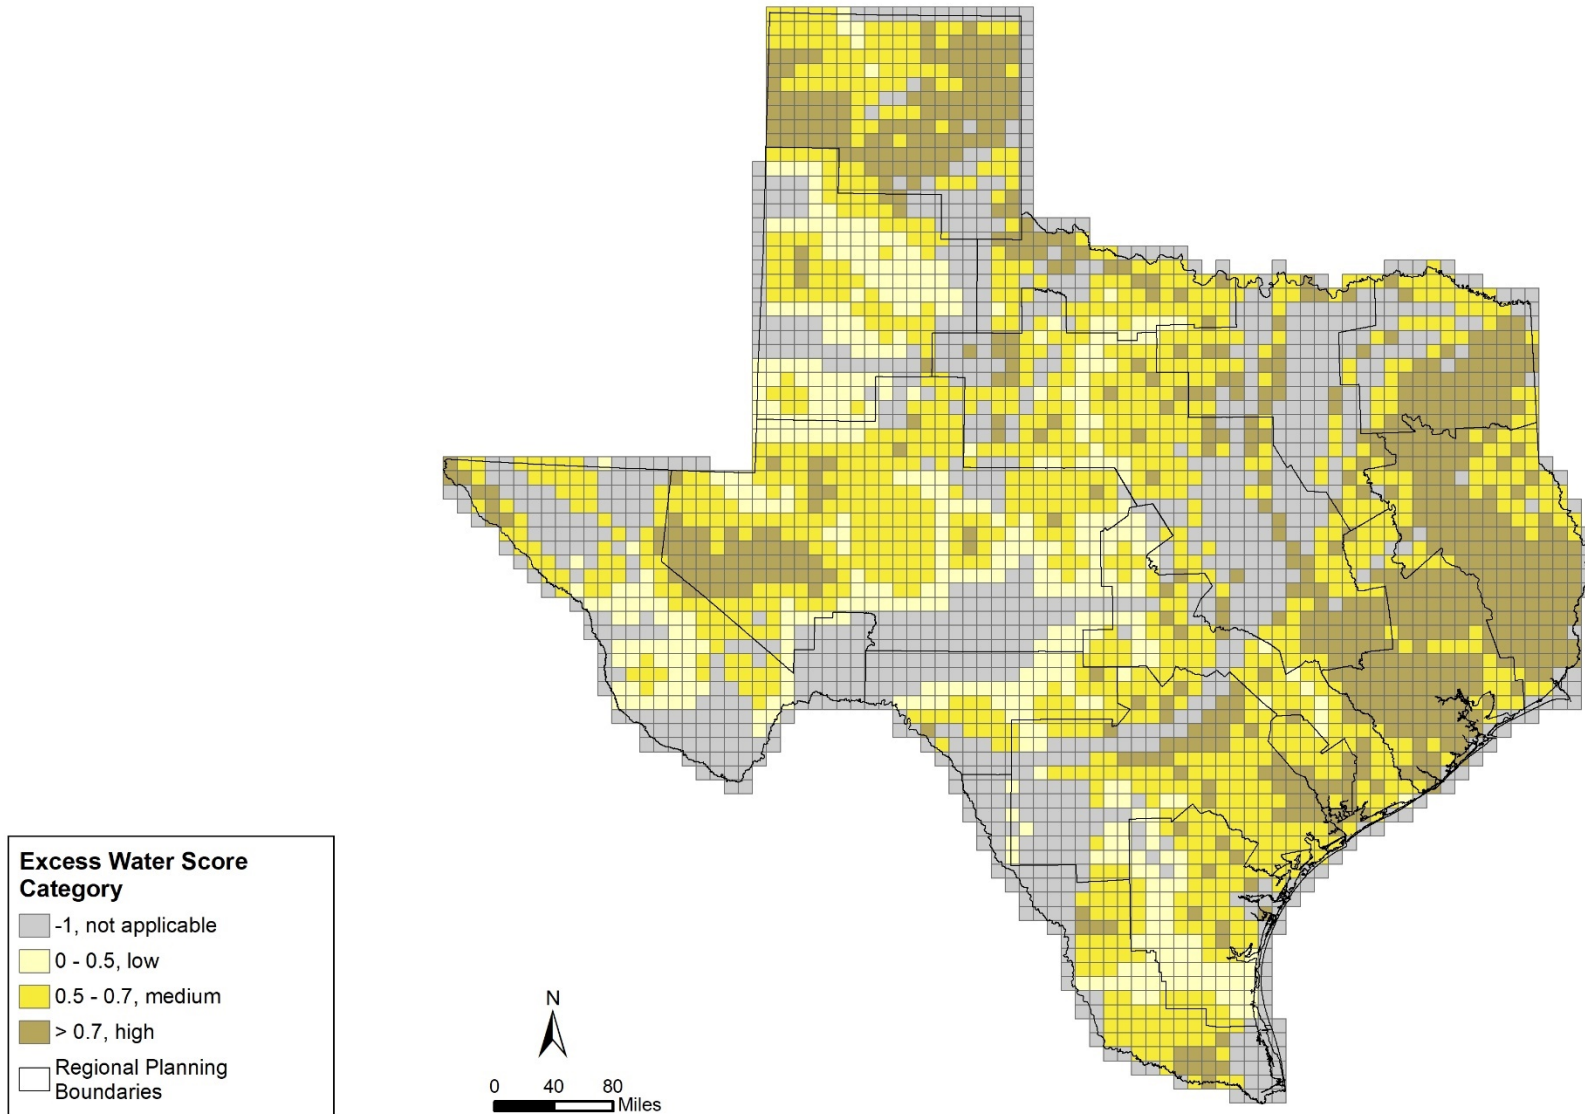 Excess Water Score
Category
-1, not applicable
0 - 0.5, low
0.5 - 0.7, medium
> 0.7, high
Regional Planning
Boundaries
N
0 40 80
Miles